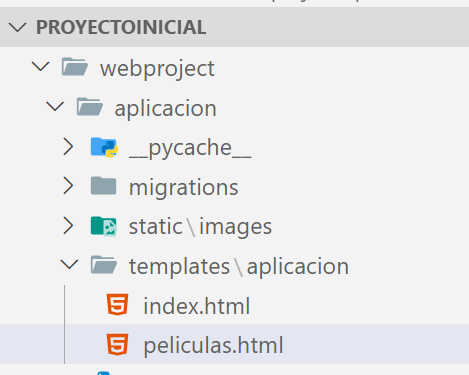 PROYECTOINICIAL
webproject
aplicacion
__pycache__
migrations
static\images
templates\aplicacion
index.html
peliculas.html